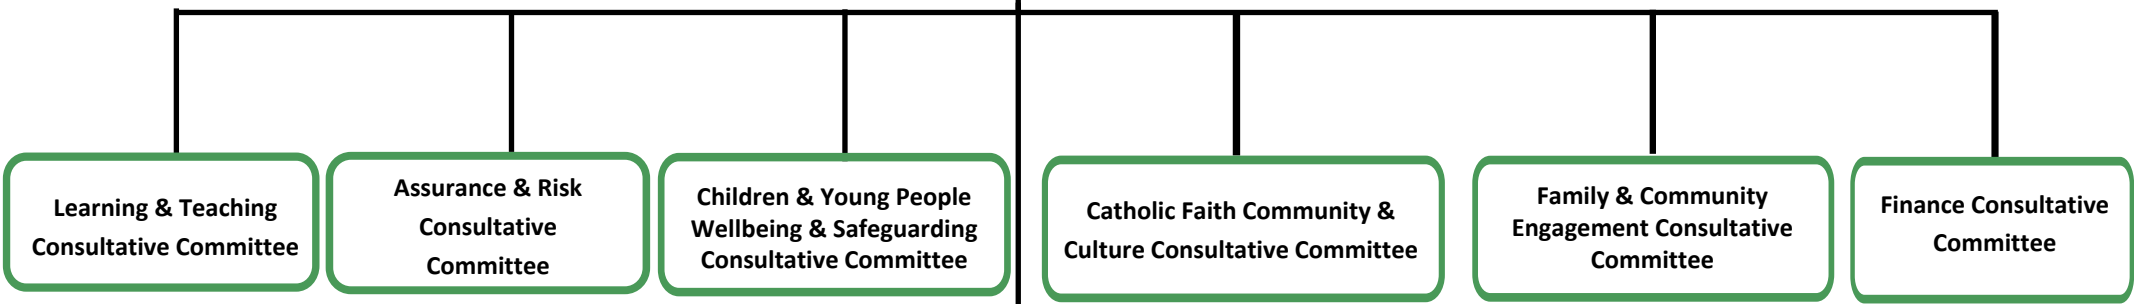 Learning & Teaching
Consultative Committee
Assurance & Risk
Consultative
Committee
Children & Young People
Wellbeing & Safeguarding
Consultative Committee
Catholic Faith Community &
Culture Consultative Committee
Family & Community
Engagement Consultative
Committee
Finance Consultative
Committee